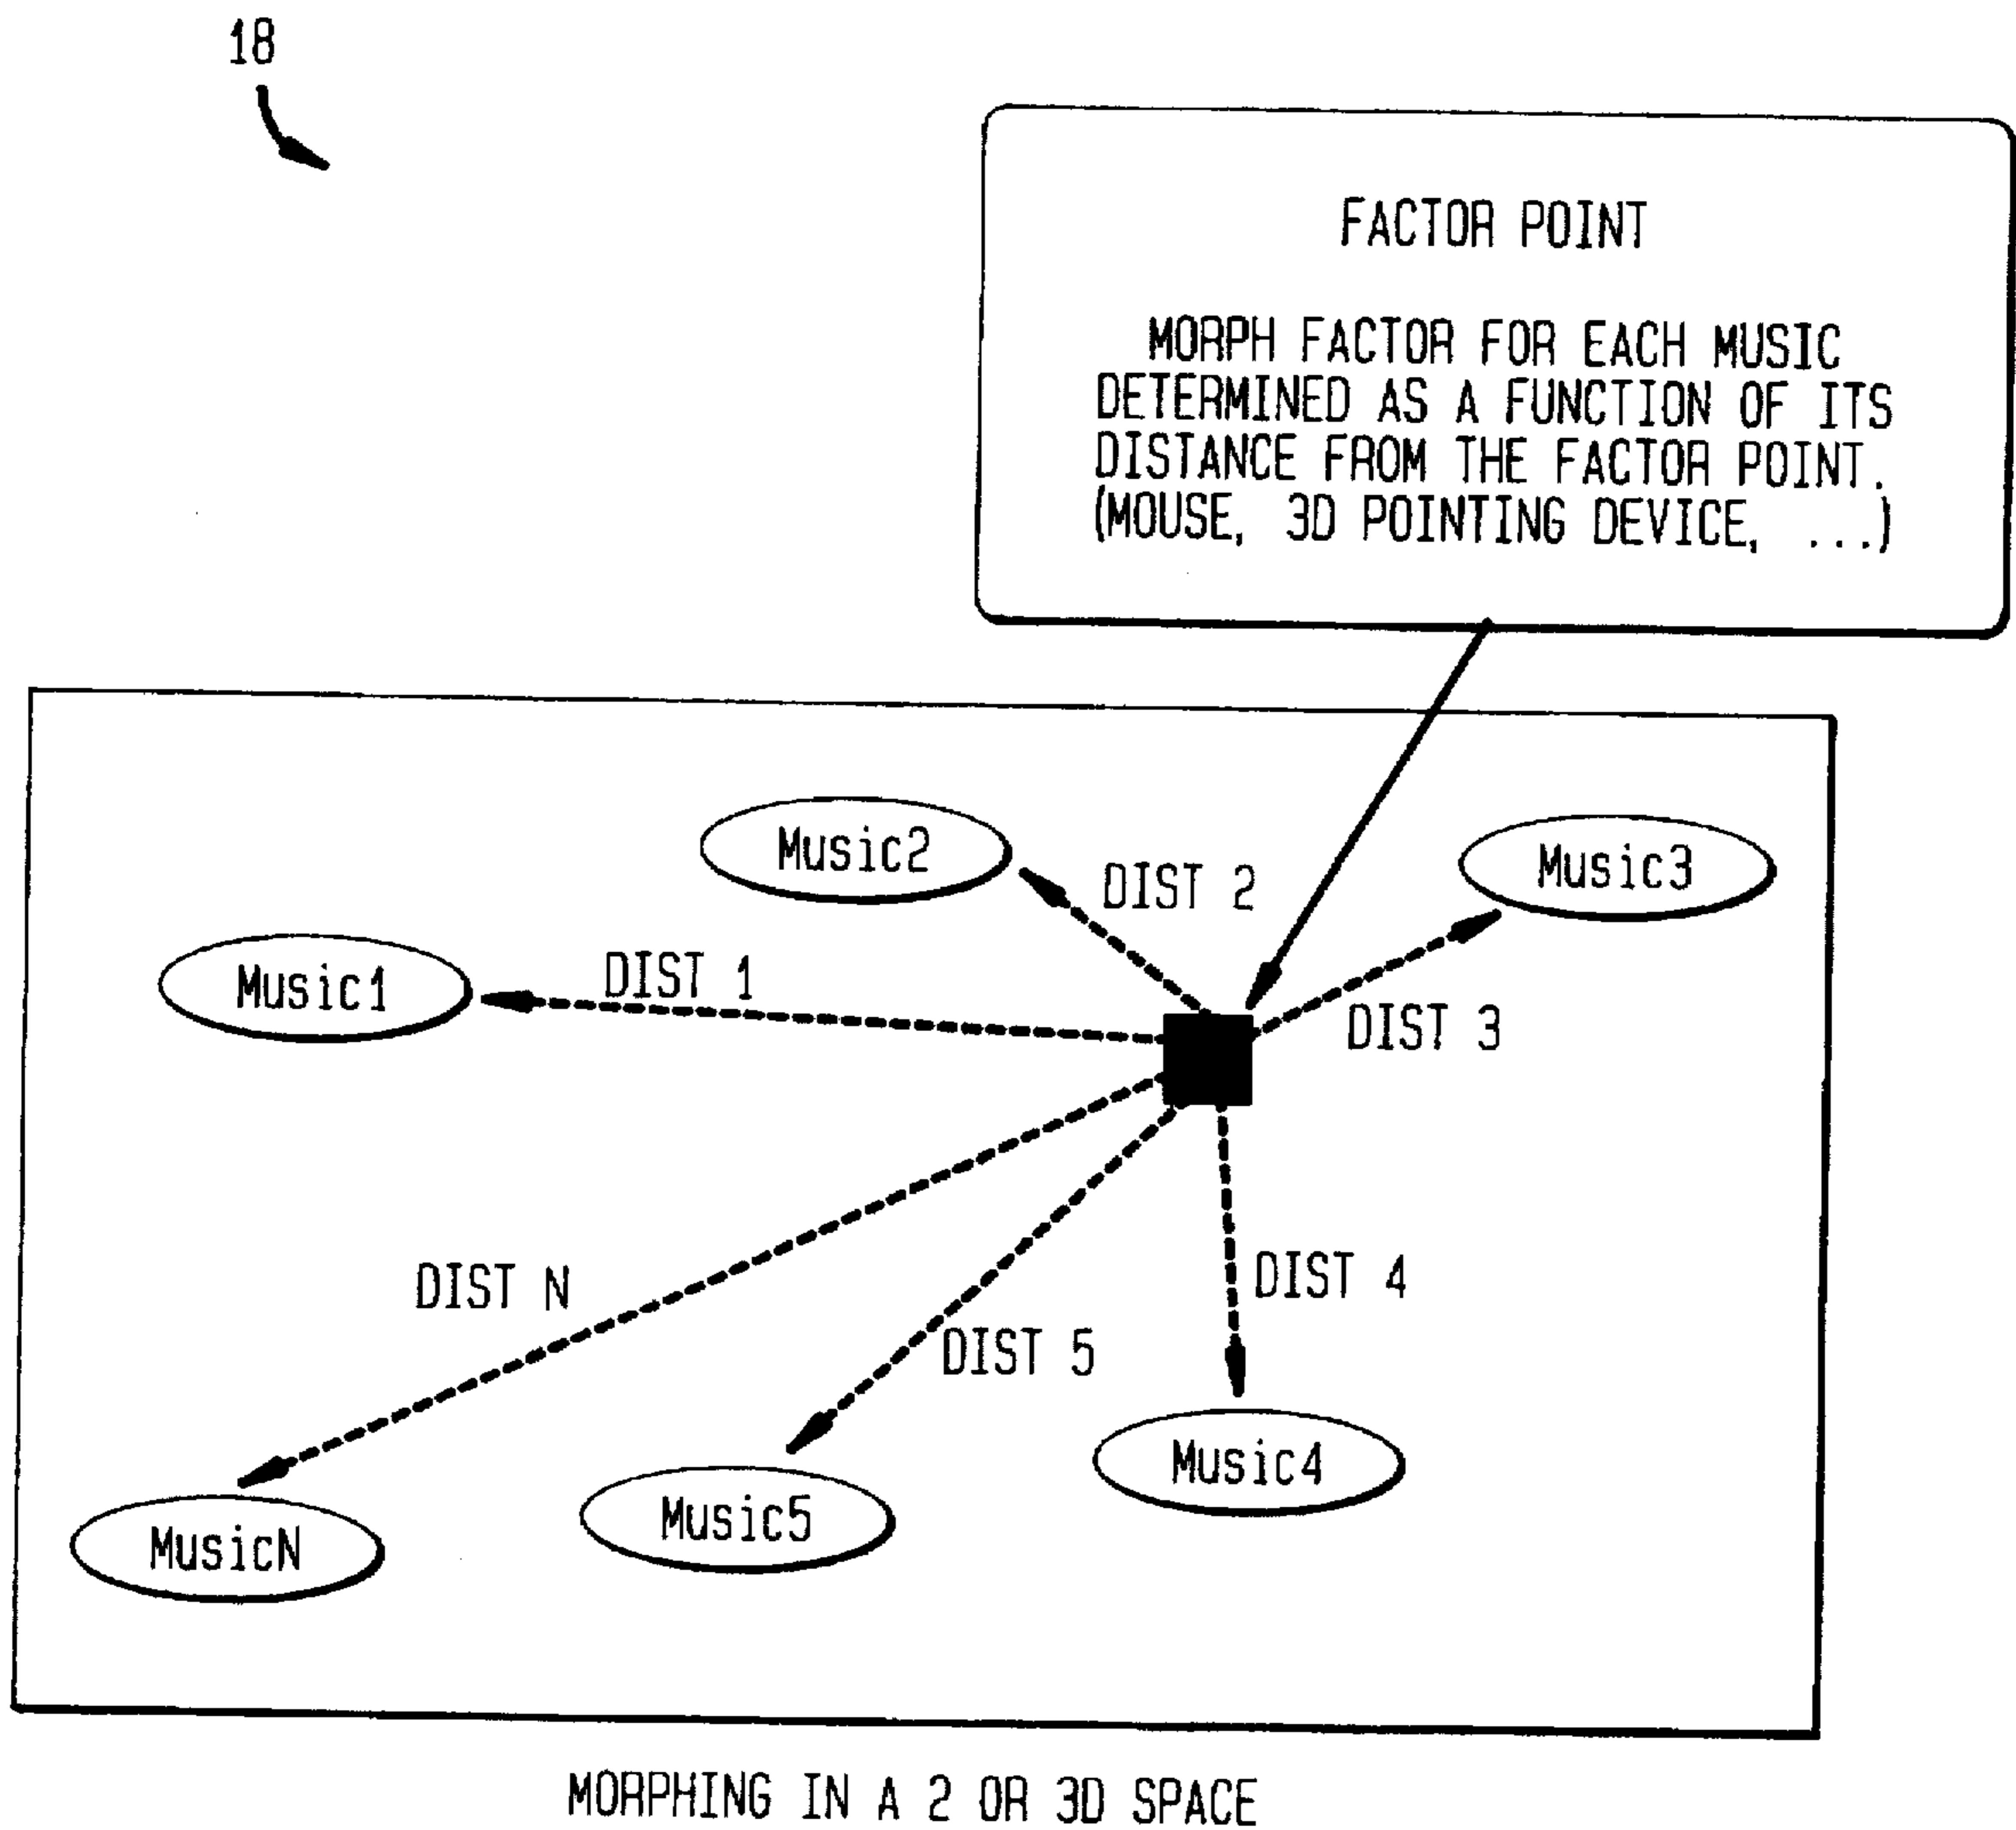 18
FACTOR POINT
MORPH FACTOR FOR EACH MUSIC
DETERMINED AS A FUNCTION OF ITS
DISTANCE FROM THE FACTOR POINT.
(MOUSE, 3D POINTING DEVICE, ...)
Music2
Music3
DIST 2
Music1
DIST 1
DIST 3
DIST N
DIST 4
DIST 5
Music4
Music5
MusicN
MORPHING IN A 2 OR 3D SPACE